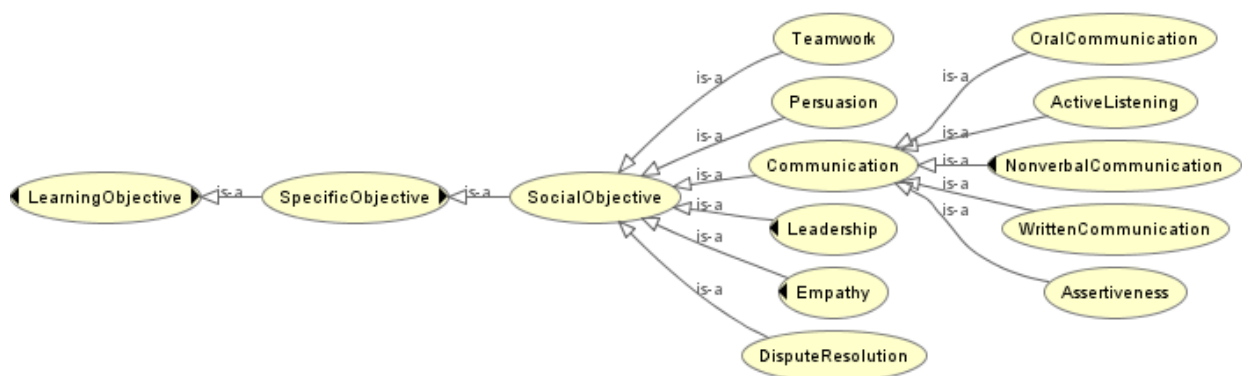 Teamwork
OralCommunication
is-a
is-a
Persuasion
ActiveListening
is-a
is-a
Communication
NonverbalCommunication
is-a
is-a
LearningObjective
is-a
SpecificObjective
is-a
SocialObjective
is-a
is-a
Leadership
WrittenCommunication
is-a
is-a
Empathy
Assertiveness
is-a
DisputeResolution